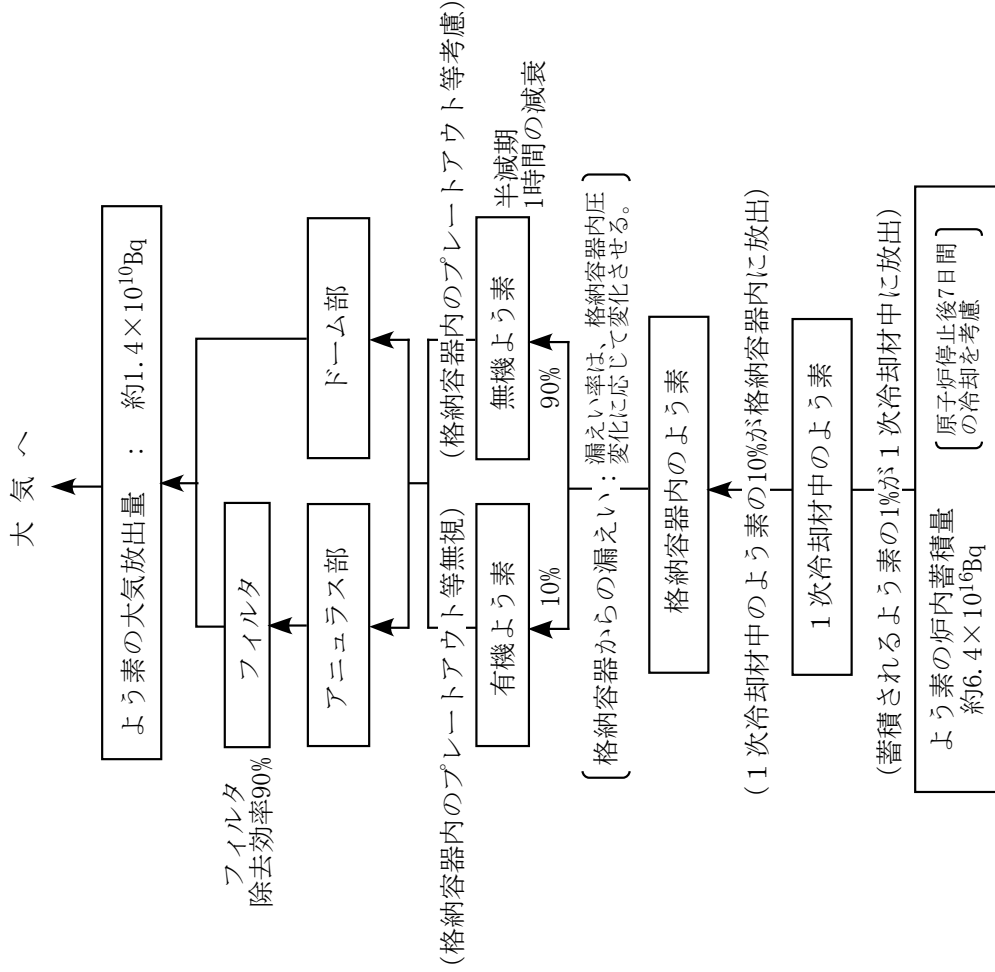 大 気 へ
よう素の大気放出量 : 約1.4×10¹⁰Bq
フィルタ
除去効率90%
フィルタ
アニュラス部
ドーム部
(格納容器内のプレートアウト等無視)
(格納容器内のプレートアウト等考慮)
有機よう素
10%
無機よう素
90%
半減期
1時間の減衰
格納容器からの漏えい : 漏えい率は、格納容器内圧
変化に応じて変化させる。
格納容器内のよう素
(１次冷却材中のよう素の10%が格納容器内に放出)
１次冷却材中のよう素
(蓄積されるよう素の1%が１次冷却材中に放出)
よう素の炉内蓄積量
約6.4×10¹⁶Bq
原子炉停止後7日間
の冷却を考慮